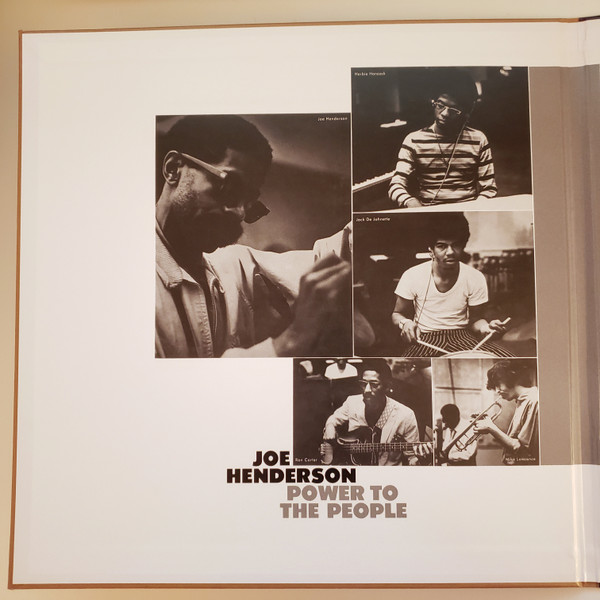 Herbie Hancock
Joe Henderson
Jack De Johnette
Ron Carter
Mike Lawrence
JOE
HENDERSON
POWER TO
THE PEOPLE